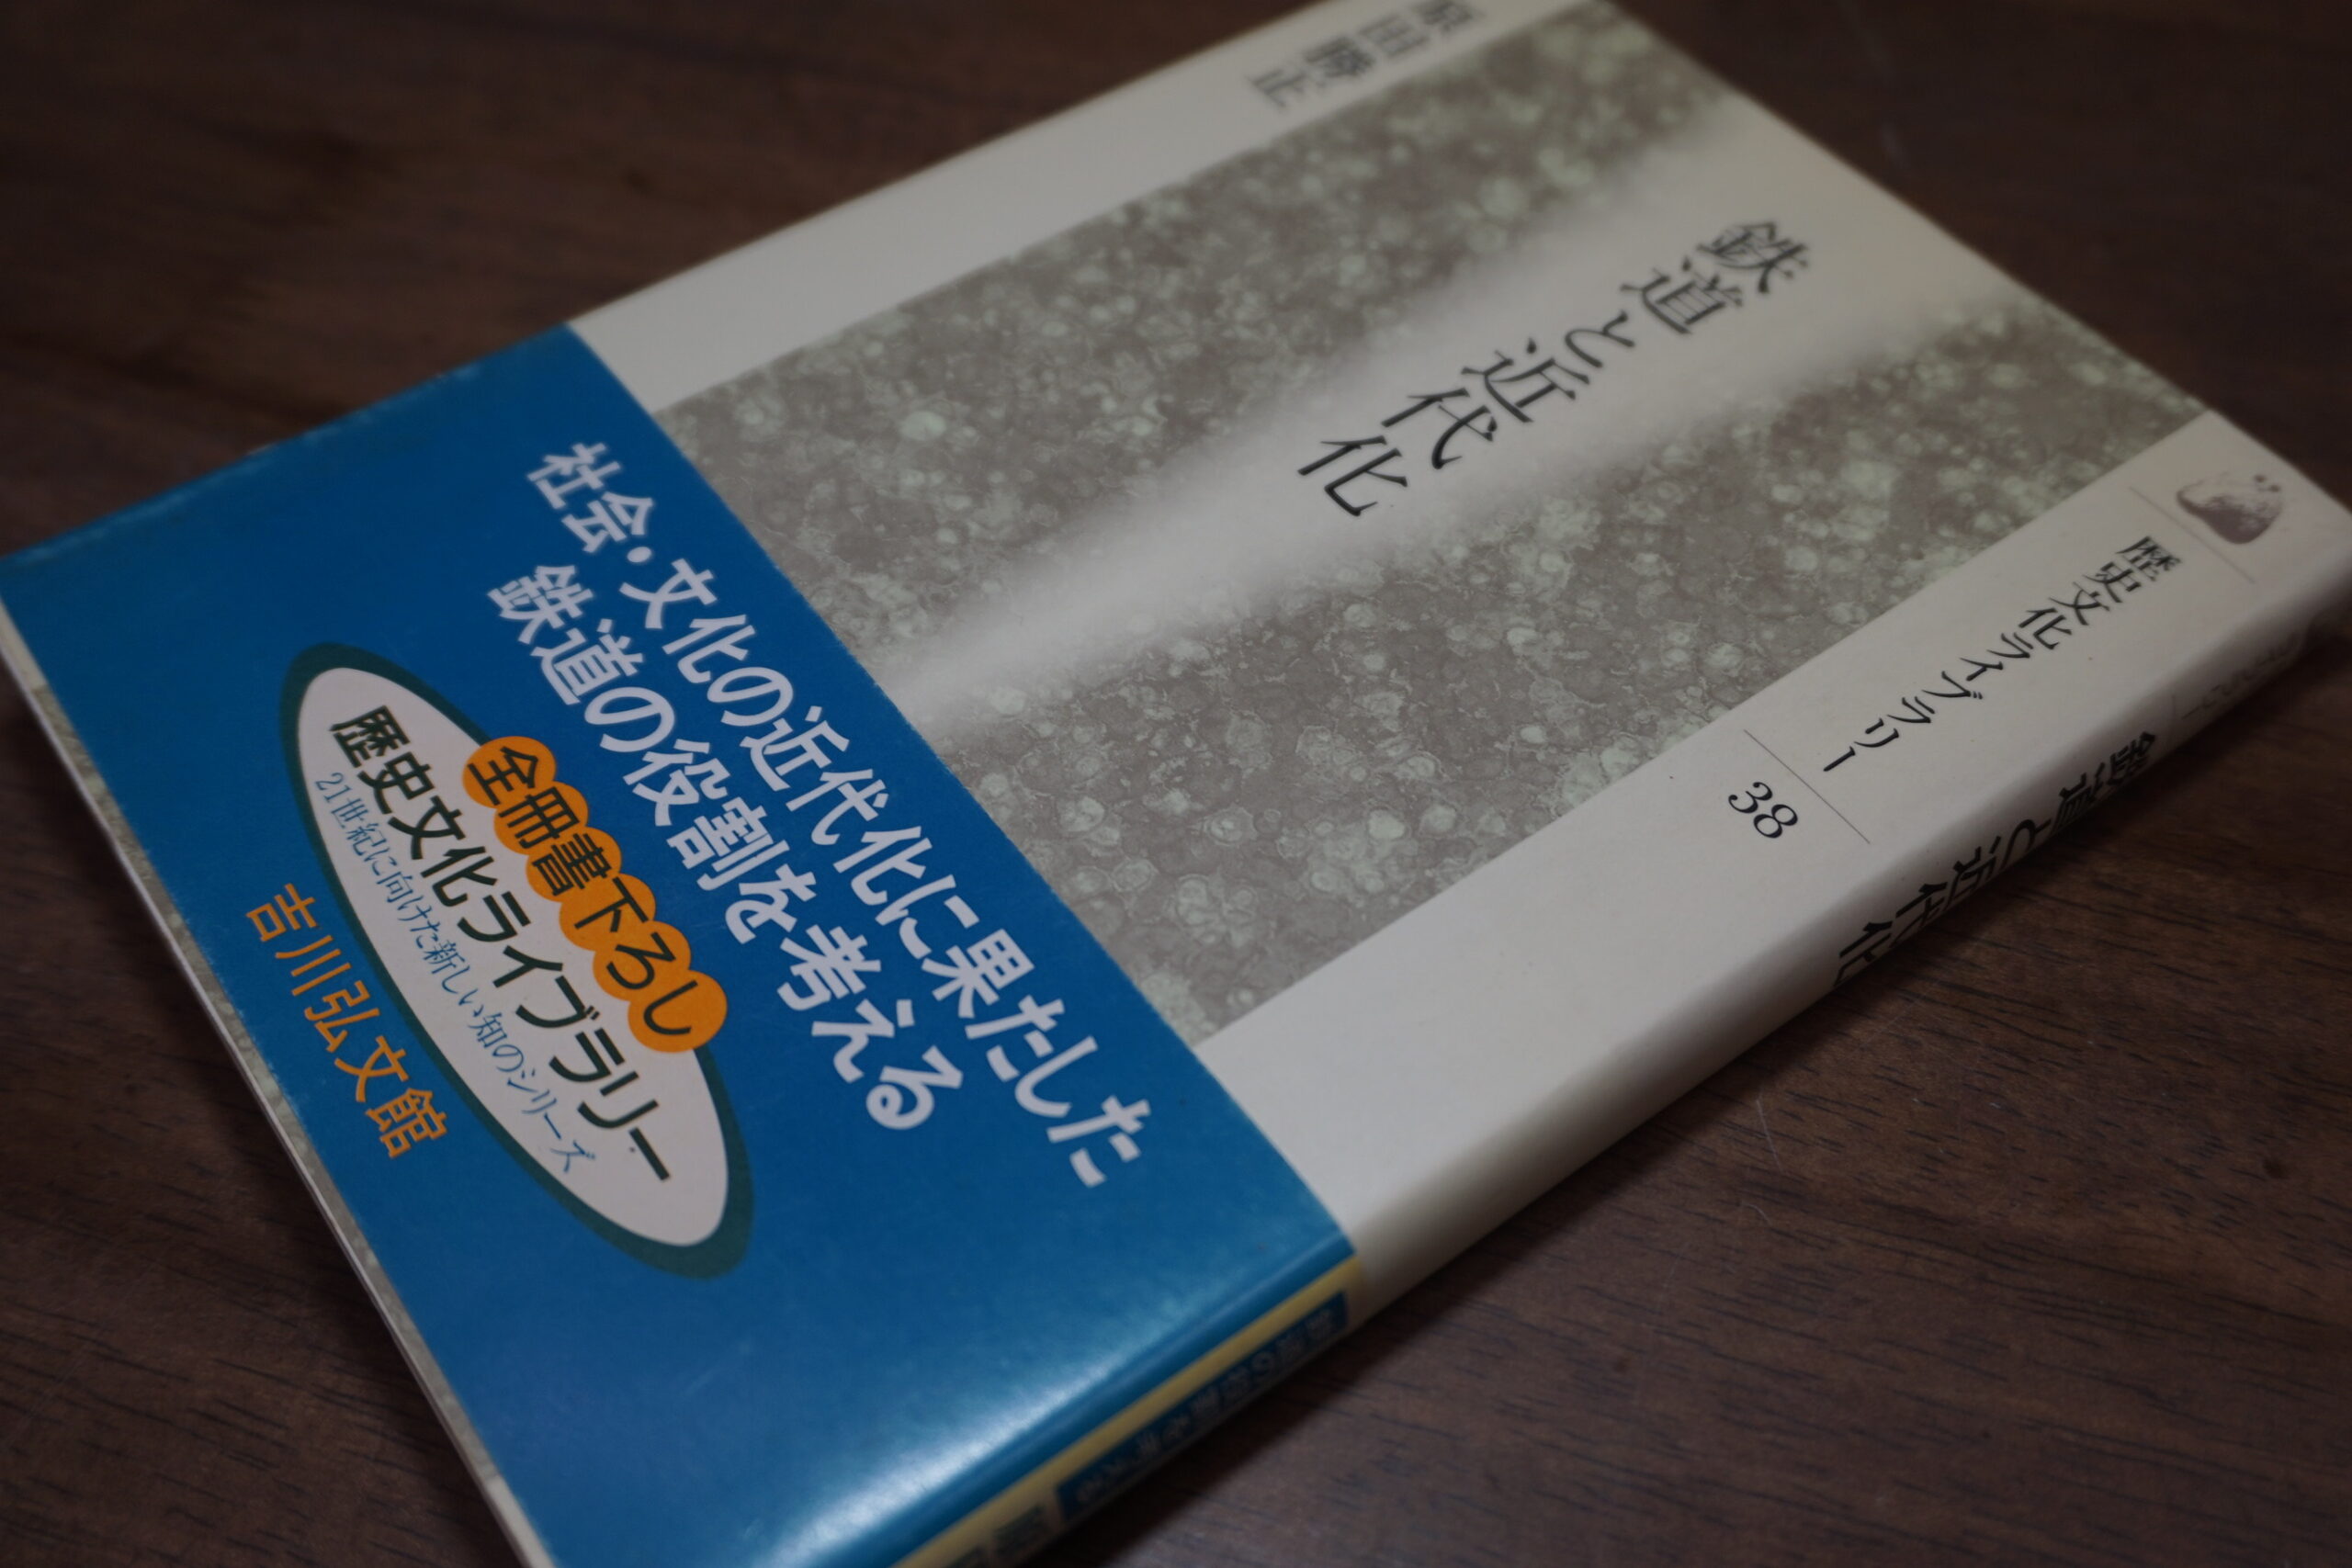 原田勝正
鉄道と近代化
歴史文化ライブラリー
38
社会・文化の近代化に果たした
鉄道の役割を考える
全冊書下ろし
歴史文化ライブラリー
21世紀に向けた新しい知のシリーズ
吉川弘文館
鉄道と近代化